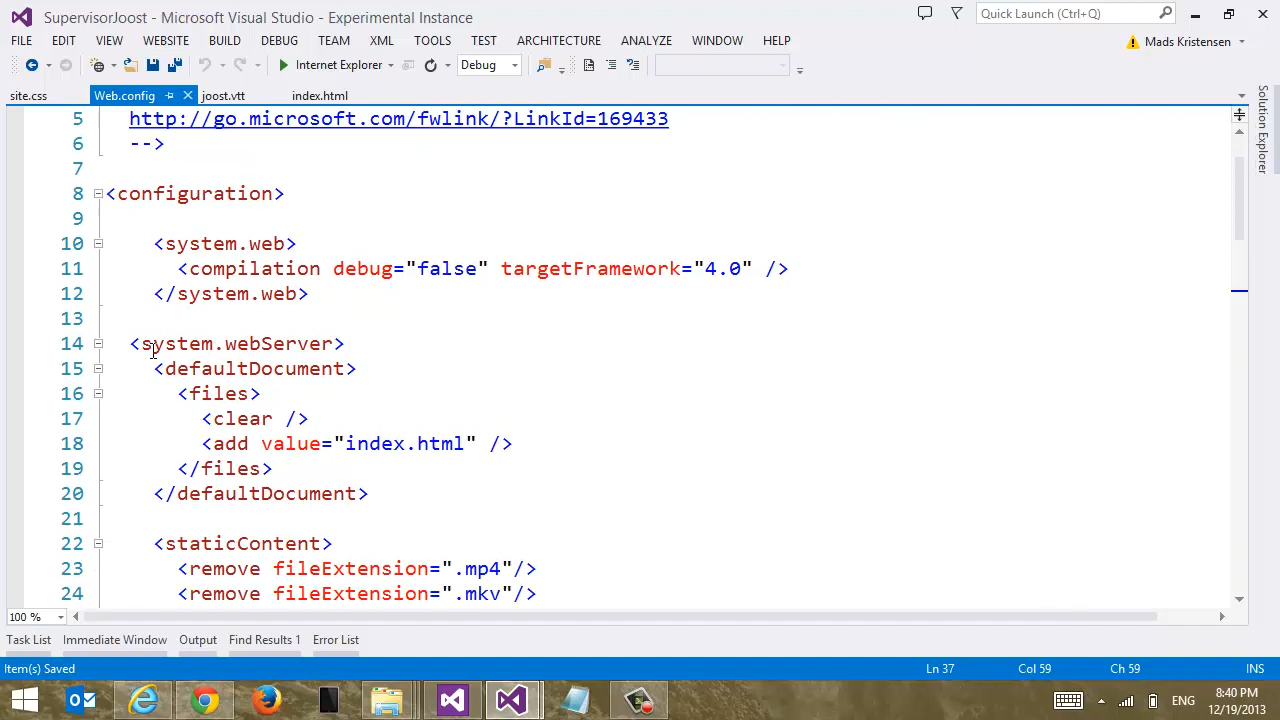 SupervisorJoost - Microsoft Visual Studio - Experimental Instance
Quick Launch (Ctrl+Q)
FILE EDIT VIEW WEBSITE BUILD DEBUG TEAM XML TOOLS TEST ARCHITECTURE ANALYZE WINDOW HELP
Mads Kristensen
Internet Explorer Debug
site.css Web.config joost.vtt index.html
Solution Explorer
5 http://go.microsoft.com/fwlink/?LinkId=169433
6 -->
7
8 <configuration>
9
10 <system.web>
11 <compilation debug="false" targetFramework="4.0" />
12 </system.web>
13
14 <system.webServer>
15 <defaultDocument>
16 <files>
17 <clear />
18 <add value="index.html" />
19 </files>
20 </defaultDocument>
21
22 <staticContent>
23 <remove fileExtension=".mp4"/>
24 <remove fileExtension=".mkv"/>
100 %
Task List Immediate Window Output Find Results 1 Error List
Item(s) Saved Ln 37 Col 59 Ch 59 INS
ENG
8:40 PM
12/19/2013